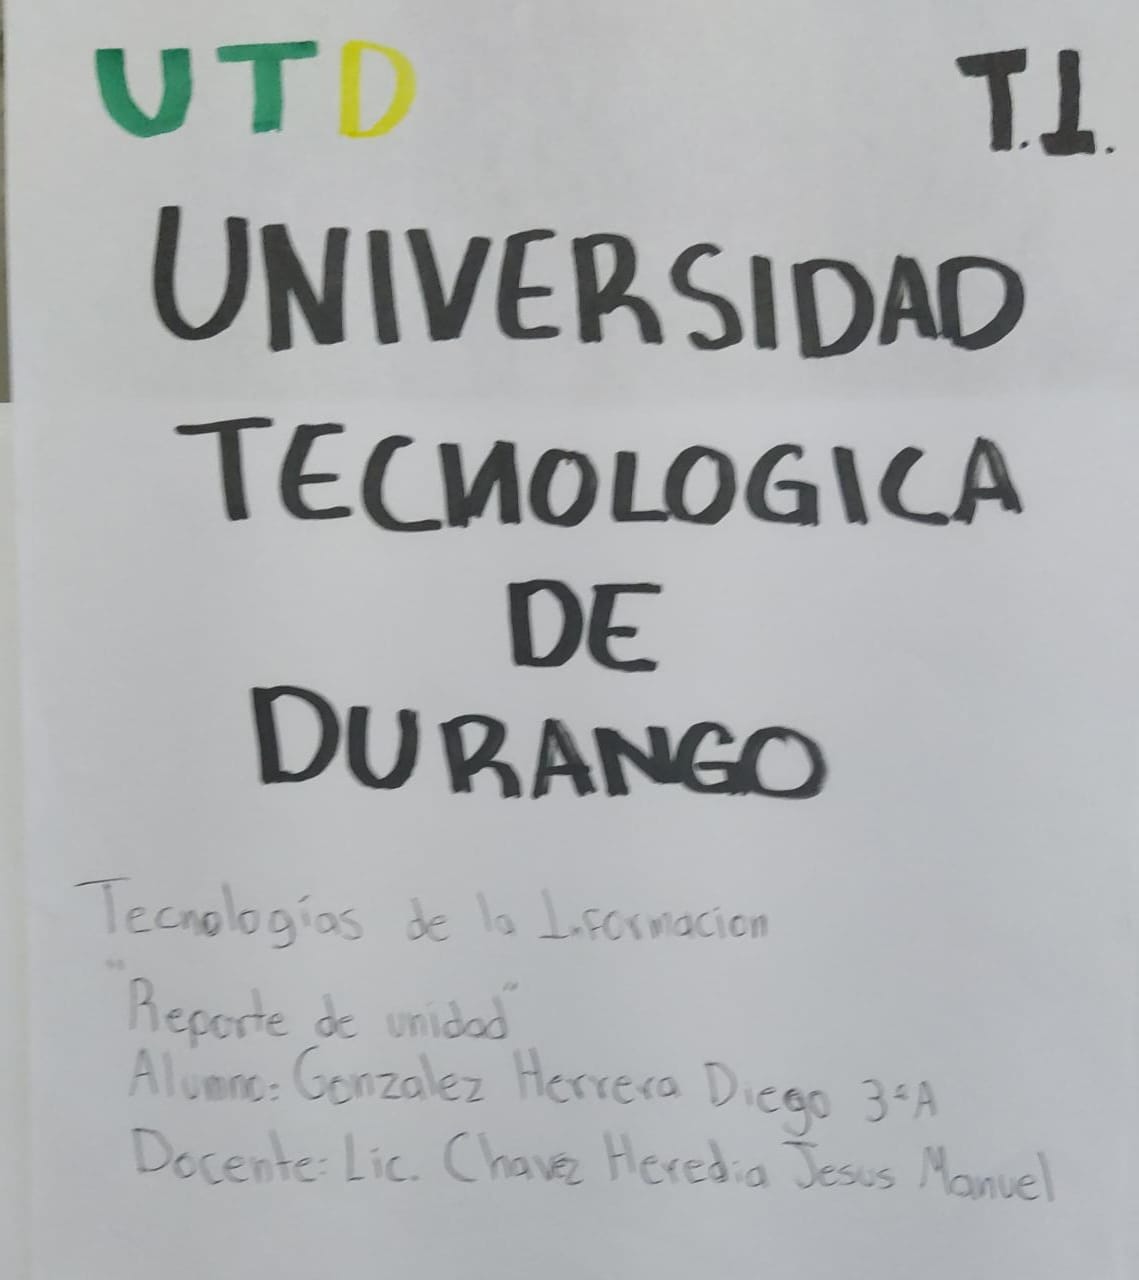 UTD T.I.
UNIVERSIDAD
TECNOLOGICA
DE
DURANGO
Tecnologías de la Informacion
"Reporte de unidad"
Alumno: Gonzalez Herrera Diego 3°A
Docente: Lic. Chavez Heredia Jesus Manuel